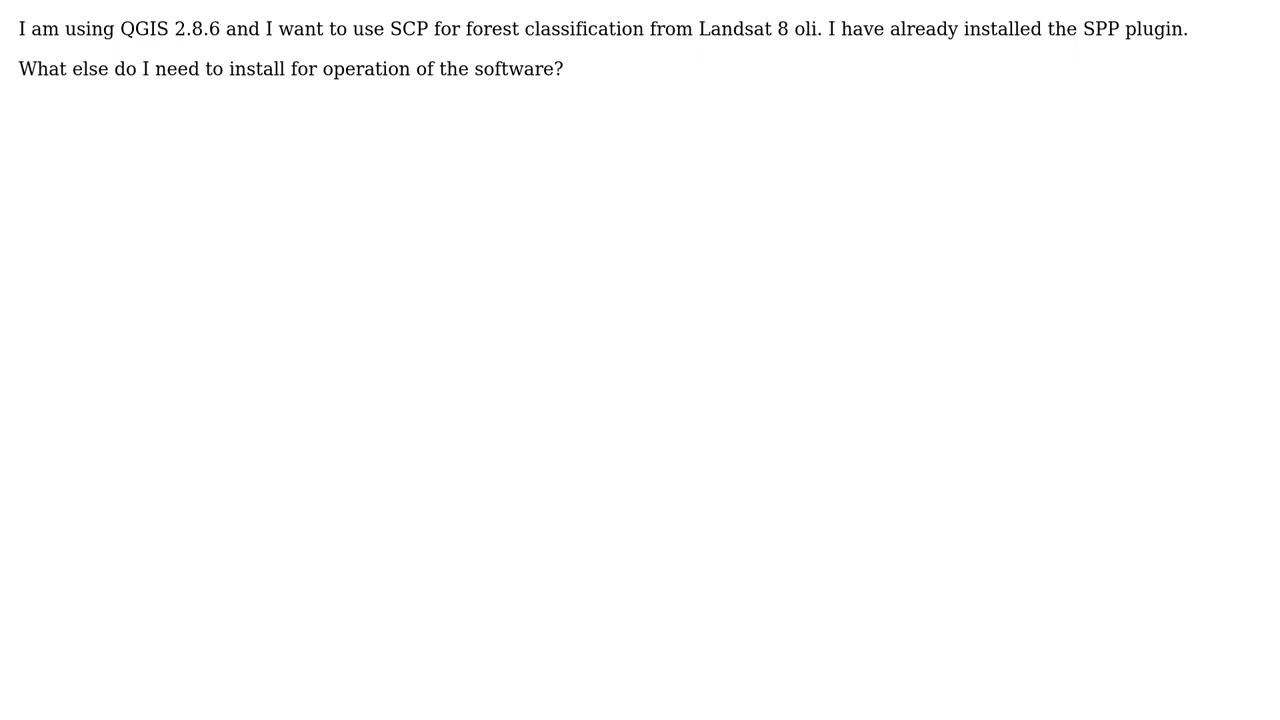 I am using QGIS 2.8.6 and I want to use SCP for forest classification from Landsat 8 oli. I have already installed the SPP plugin.
What else do I need to install for operation of the software?